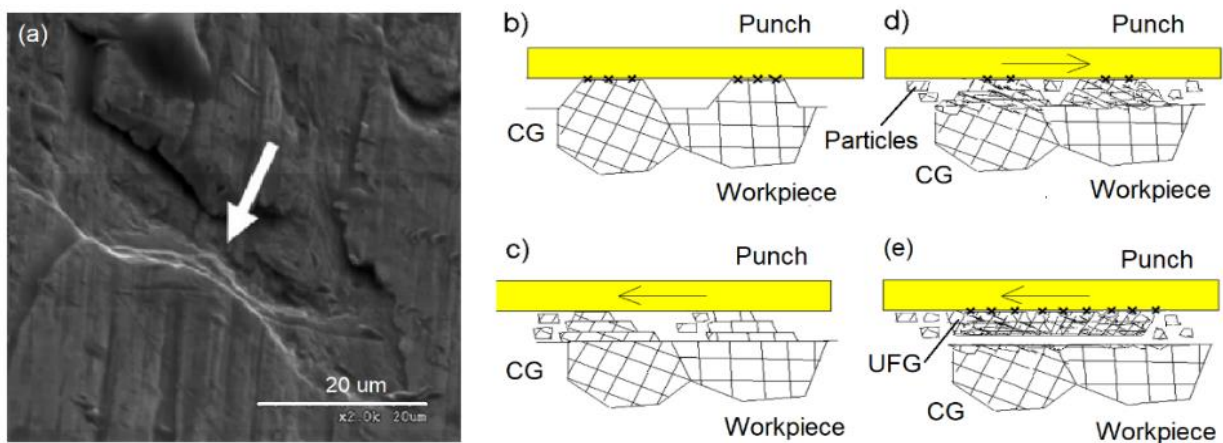 (a)
20 um
x2.0k 20um
b)
Punch
CG
Workpiece
c)
Punch
CG
Workpiece
d)
Punch
Particles
CG
Workpiece
(e)
Punch
UFG
CG
Workpiece